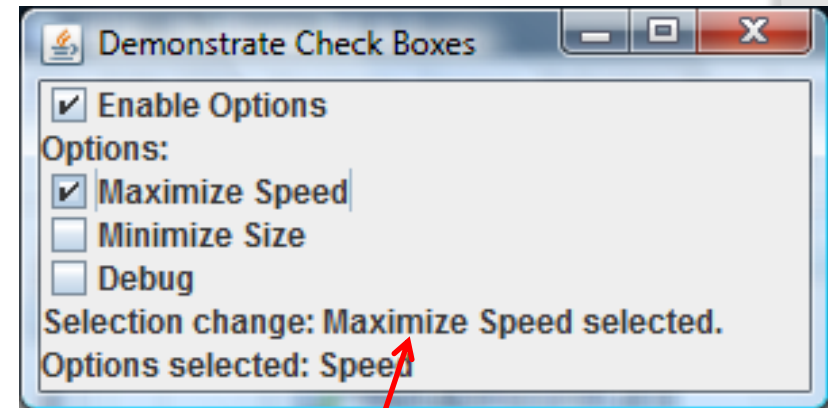 Demonstrate Check Boxes
Enable Options
Options:
Maximize Speed
Minimize Size
Debug
Selection change: Maximize Speed selected.
Options selected: Speed